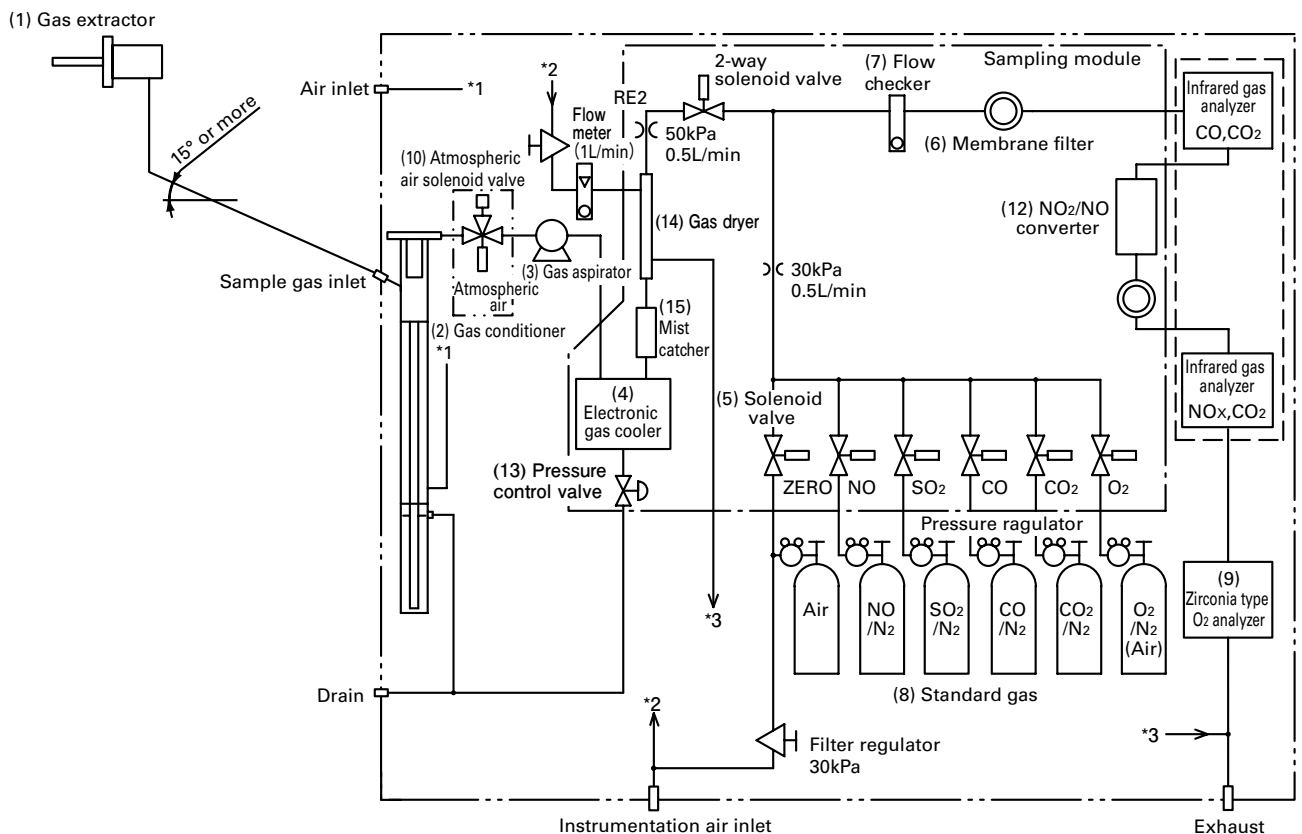 (1) Gas extractor
15° or more
Air inlet
*1
Sample gas inlet
*2
Flow
meter
(1L/min)
(10) Atmospheric
air solenoid valve
Atmospheric
air
(3) Gas aspirator
(2) Gas conditioner
*1
RE2
2-way
solenoid valve
50kPa
0.5L/min
(7) Flow
checker
Sampling module
(6) Membrane filter
Infrared gas
analyzer
CO,CO₂
(12) NO₂/NO
converter
(14) Gas dryer
30kPa
0.5L/min
(15)
Mist
catcher
(4)
Electronic
gas cooler
(5) Solenoid
valve
Infrared gas
analyzer
NOx,CO₂
(13) Pressure
control valve
ZERO
NO
SO₂
CO
CO₂
O₂
Pressure ragulator
Air
NO
/N₂
SO₂
/N₂
CO
/N₂
CO₂
/N₂
O₂
/N₂
(Air)
(9)
Zirconia type
O₂ analyzer
*3
(8) Standard gas
Drain
*2
Filter regulator
30kPa
*3
Instrumentation air inlet
Exhaust